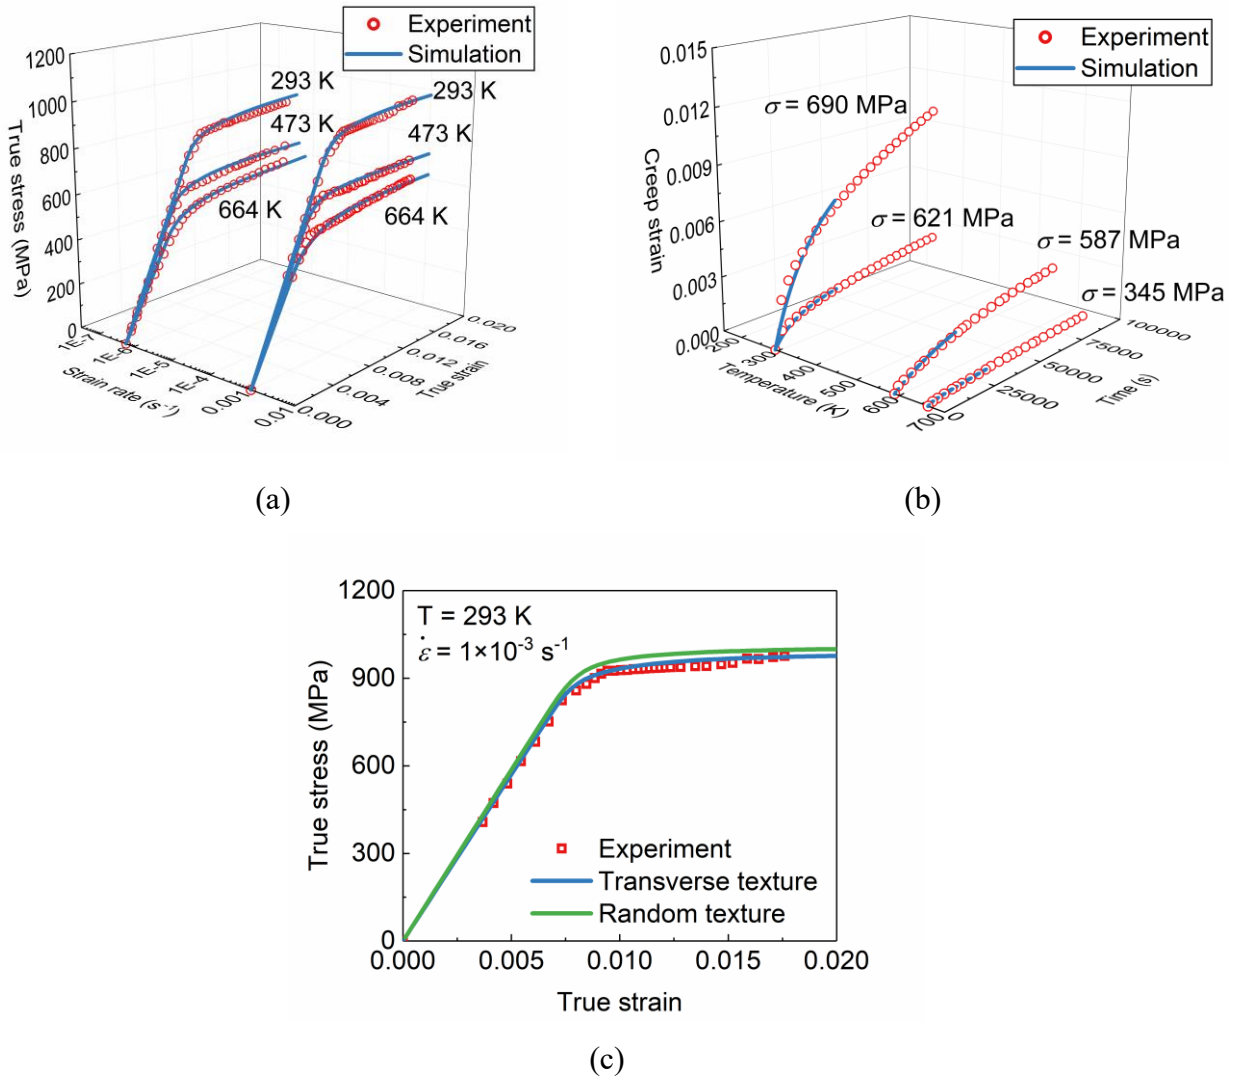 Experiment
Simulation
1200
1000
800
600
400
200
0
True stress (MPa)
293 K
473 K
664 K
293 K
473 K
664 K
1E-7
1E-6
1E-5
1E-4
0.001
0.01
Strain rate (s⁻¹)
0.000
0.004
0.008
0.012
0.016
0.020
True strain
(a)
Experiment
Simulation
0.015
0.012
0.009
0.006
0.003
0.000
Creep strain
σ = 690 MPa
σ = 621 MPa
σ = 587 MPa
σ = 345 MPa
200
300
400
500
600
700
Temperature (K)
0
25000
50000
75000
100000
Time (s)
(b)
1200
900
600
300
0
True stress (MPa)
T = 293 K
ε̇ = 1×10⁻³ s⁻¹
Experiment
Transverse texture
Random texture
0.000
0.005
0.010
0.015
0.020
True strain
(c)